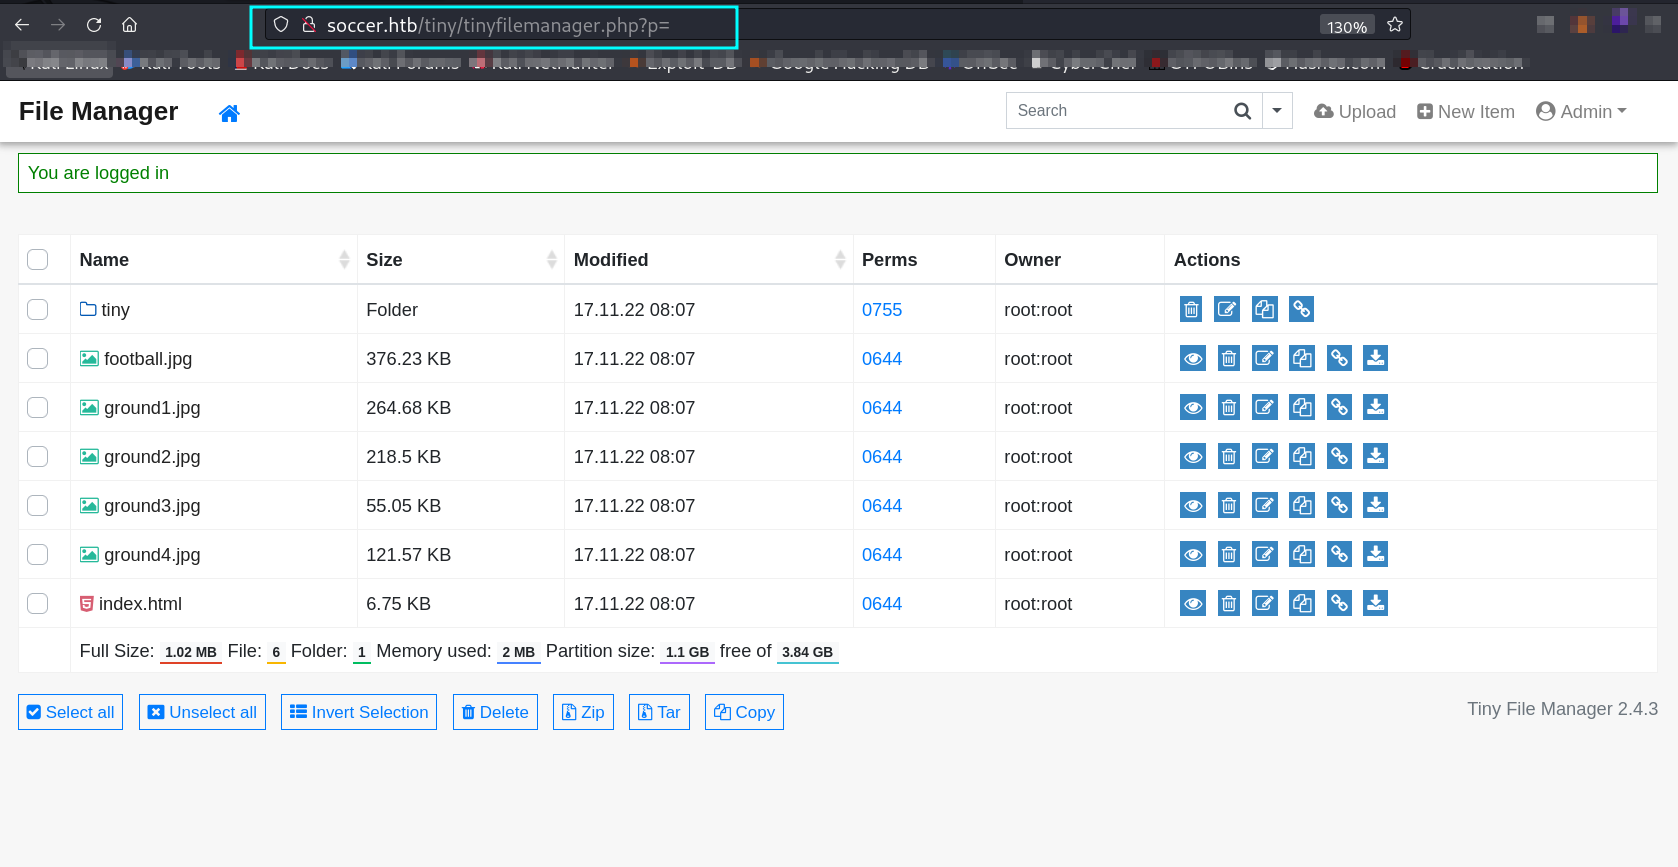 soccer.htb/tiny/tinyfilemanager.php?p=
130%
File Manager
Search
Upload
New Item
Admin
You are logged in
Name Size Modified Perms Owner Actions
tiny Folder 17.11.22 08:07 0755 root:root
football.jpg 376.23 KB 17.11.22 08:07 0644 root:root
ground1.jpg 264.68 KB 17.11.22 08:07 0644 root:root
ground2.jpg 218.5 KB 17.11.22 08:07 0644 root:root
ground3.jpg 55.05 KB 17.11.22 08:07 0644 root:root
ground4.jpg 121.57 KB 17.11.22 08:07 0644 root:root
index.html 6.75 KB 17.11.22 08:07 0644 root:root
Full Size: 1.02 MB File: 6 Folder: 1 Memory used: 2 MB Partition size: 1.1 GB free of 3.84 GB
Select all Unselect all Invert Selection Delete Zip Tar Copy
Tiny File Manager 2.4.3